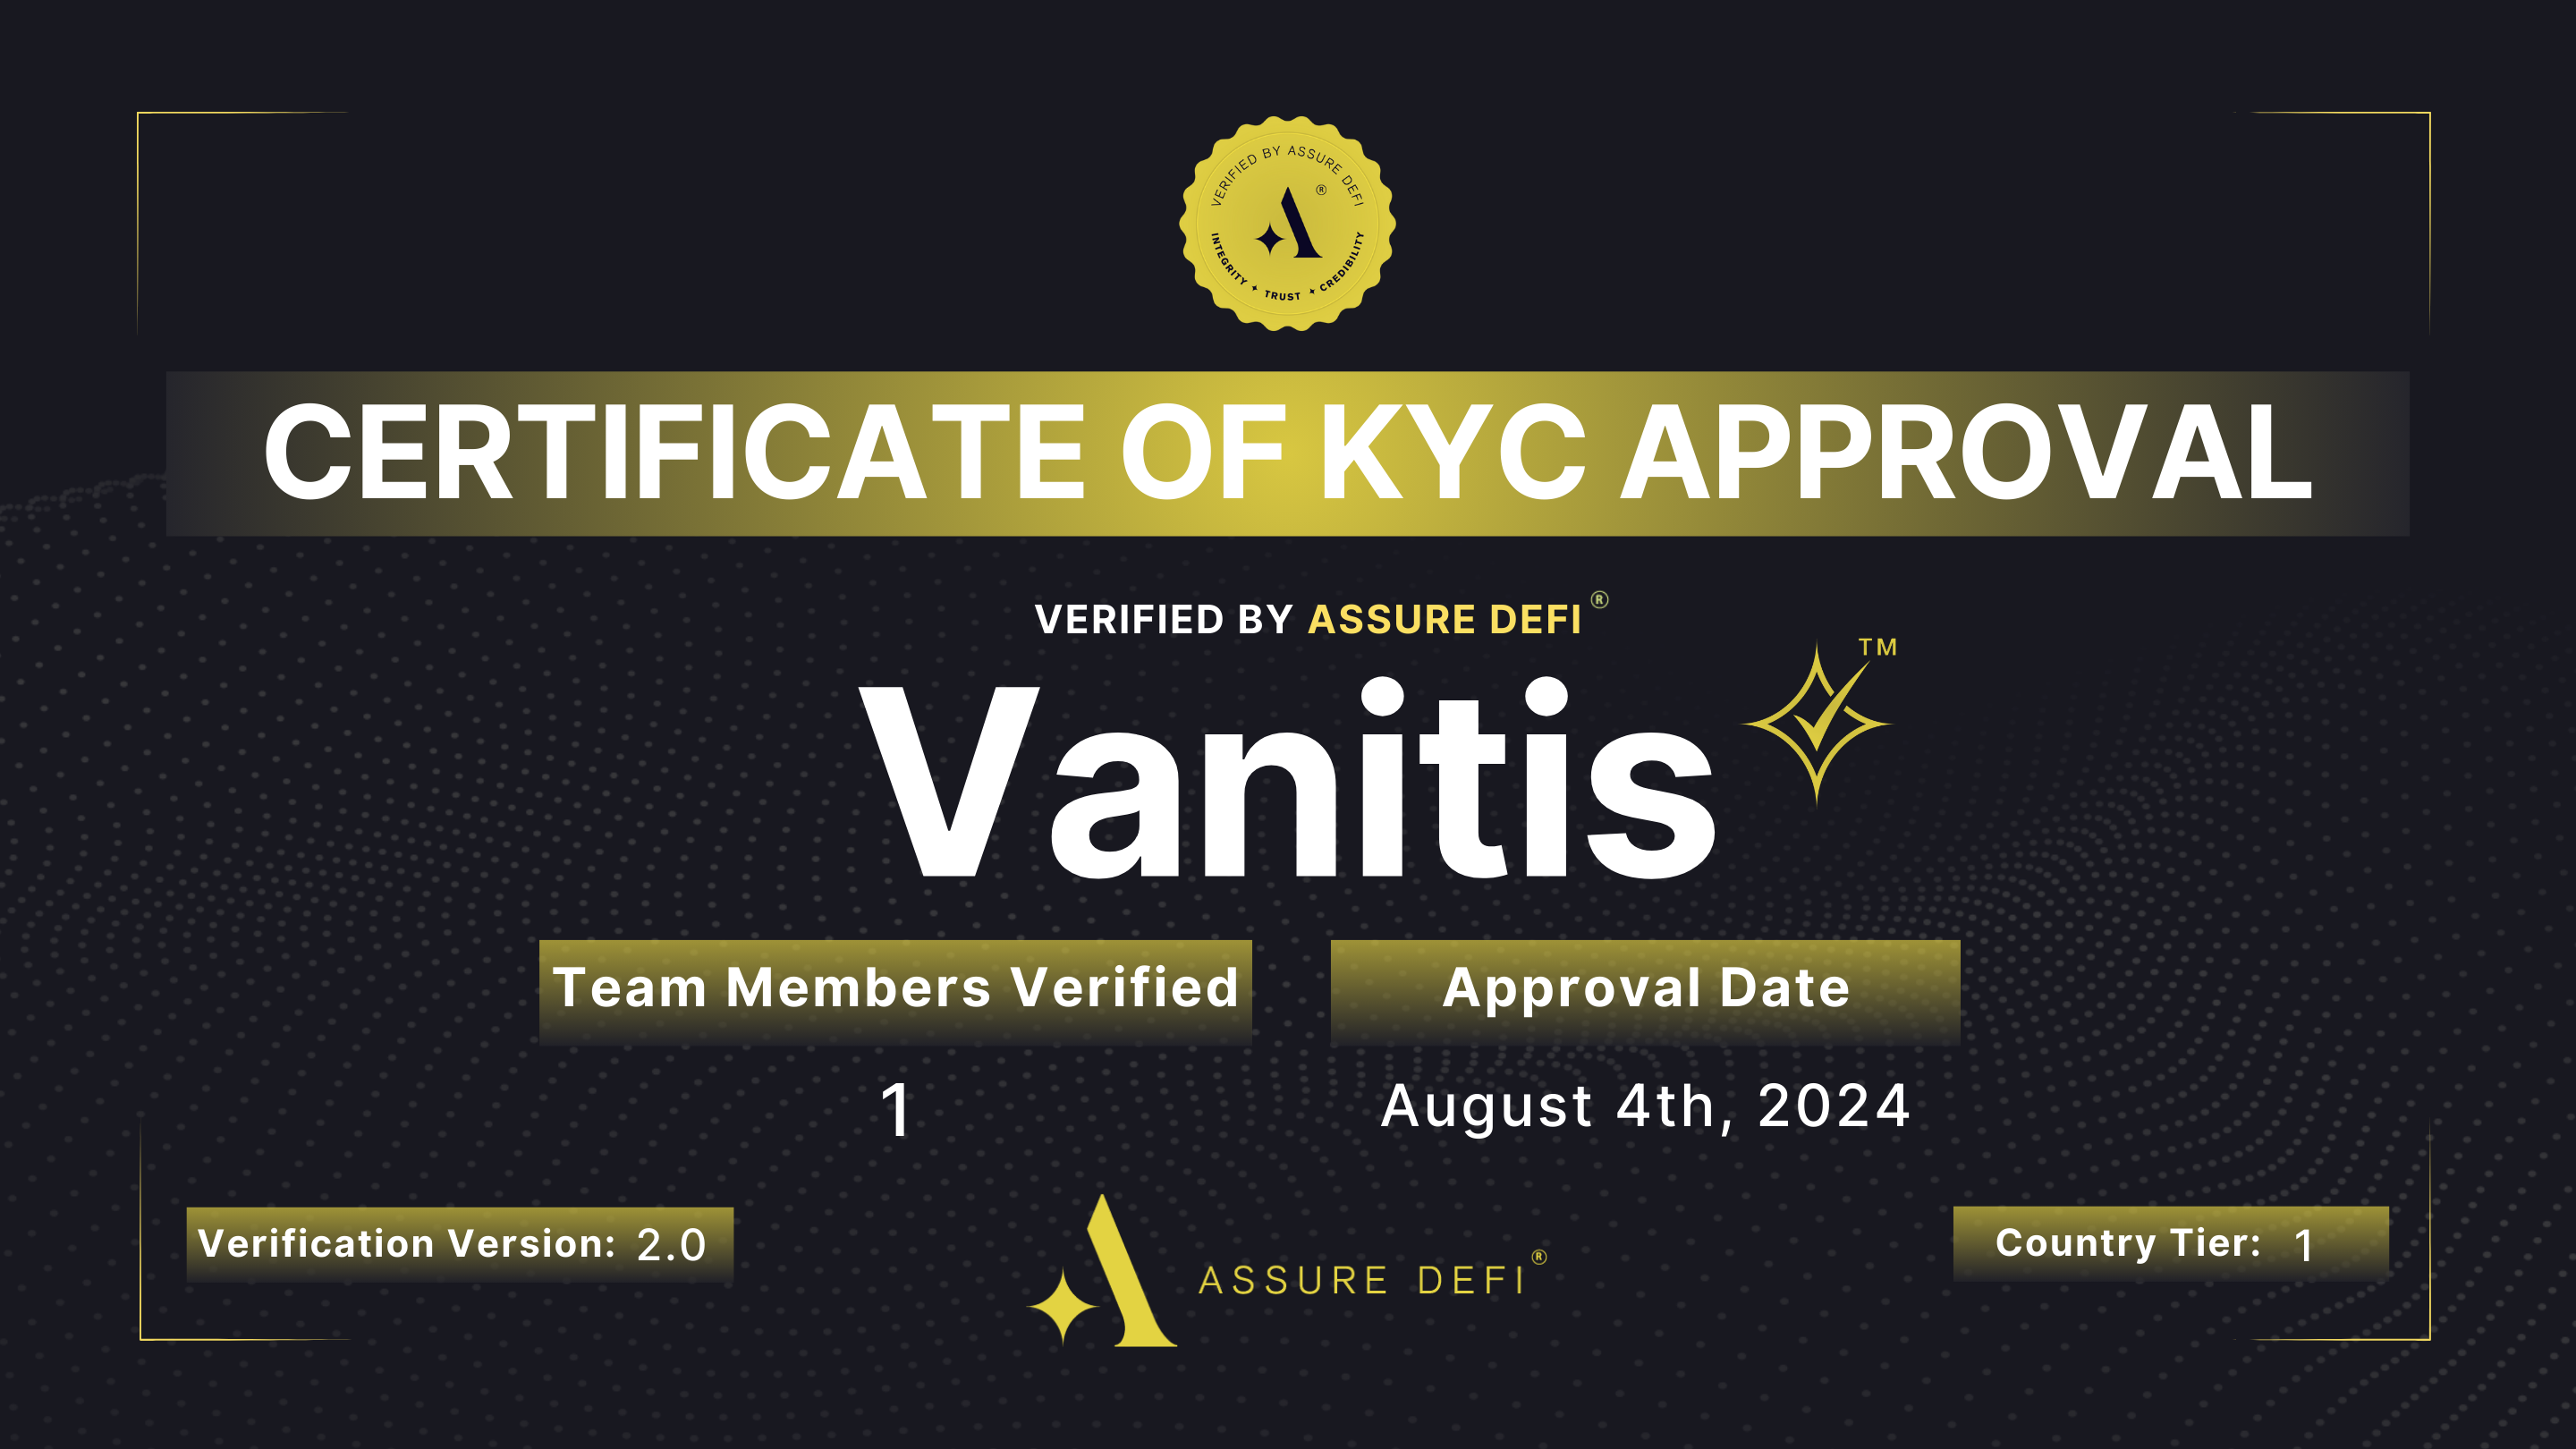 VERIFIED BY ASSURE DEFI
®
INTEGRITY ✦ TRUST ✦ CREDIBILITY
CERTIFICATE OF KYC APPROVAL
VERIFIED BY ASSURE DEFI ®
Vanitis ™
Team Members Verified
1
Approval Date
August 4th, 2024
Verification Version: 2.0
ASSURE DEFI ®
Country Tier: 1